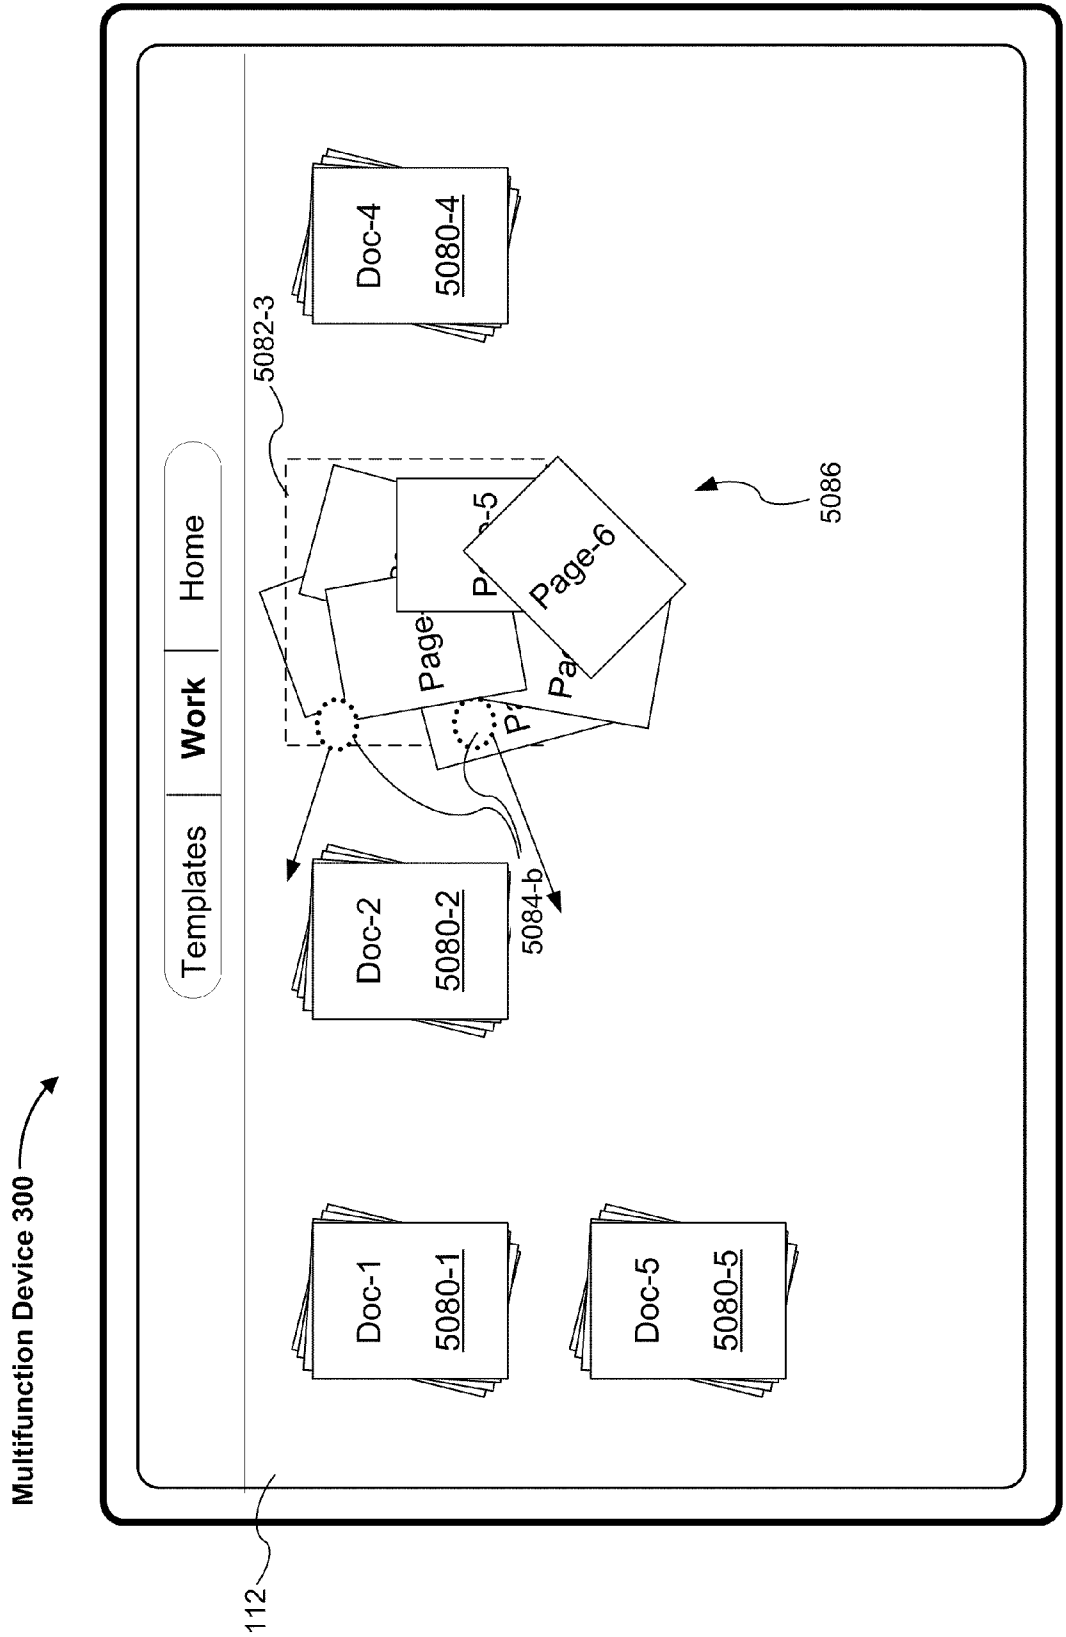 Multifunction Device 300
112
Templates
Work
Home
5082-3
Doc-1
5080-1
Doc-2
5080-2
Doc-4
5080-4
Page-
Page-6
5084-b
5086
Doc-5
5080-5